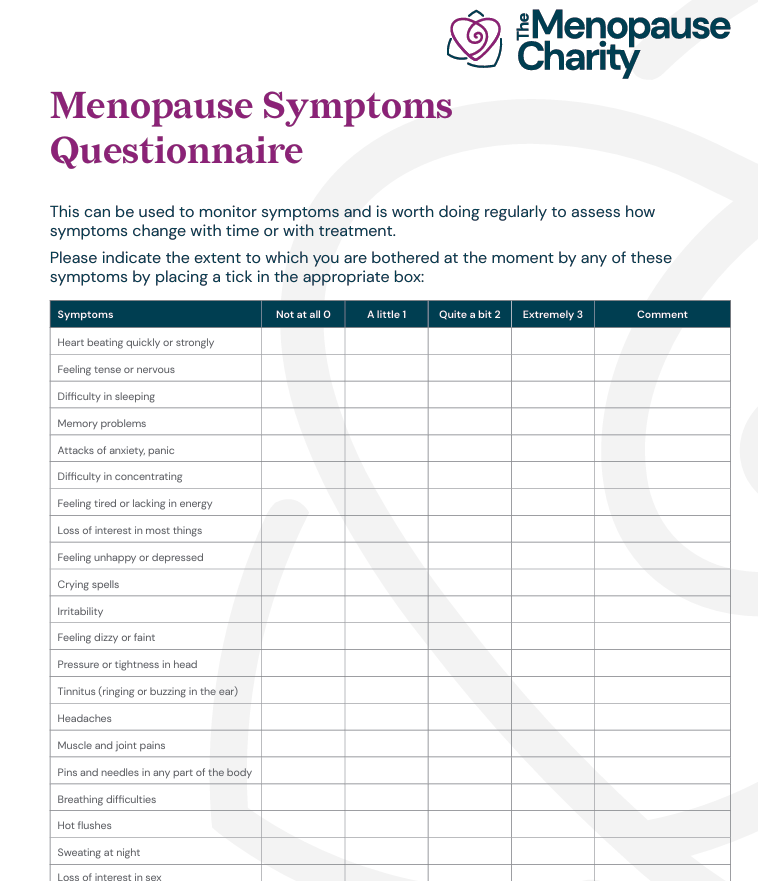 The Menopause
Charity
Menopause Symptoms
Questionnaire
This can be used to monitor symptoms and is worth doing regularly to assess how
symptoms change with time or with treatment.
Please indicate the extent to which you are bothered at the moment by any of these
symptoms by placing a tick in the appropriate box:
Symptoms Not at all 0 A little 1 Quite a bit 2 Extremely 3 Comment
Heart beating quickly or strongly
Feeling tense or nervous
Difficulty in sleeping
Memory problems
Attacks of anxiety, panic
Difficulty in concentrating
Feeling tired or lacking in energy
Loss of interest in most things
Feeling unhappy or depressed
Crying spells
Irritability
Feeling dizzy or faint
Pressure or tightness in head
Tinnitus (ringing or buzzing in the ear)
Headaches
Muscle and joint pains
Pins and needles in any part of the body
Breathing difficulties
Hot flushes
Sweating at night
Loss of interest in sex